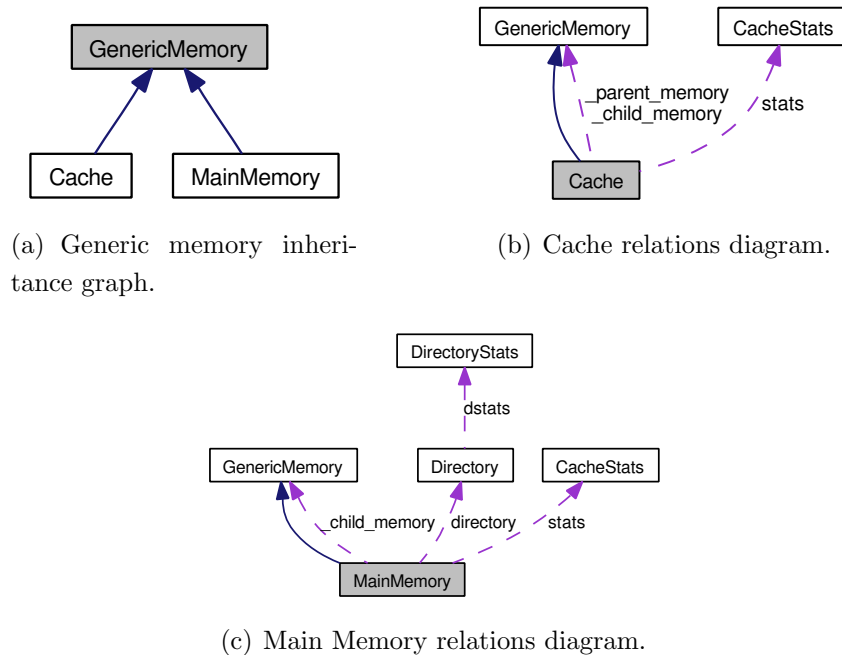 GenericMemory
Cache
MainMemory
(a) Generic memory inheri-
tance graph.
GenericMemory
CacheStats
_parent_memory
_child_memory
stats
Cache
(b) Cache relations diagram.
DirectoryStats
dstats
GenericMemory
Directory
CacheStats
_child_memory
directory
stats
MainMemory
(c) Main Memory relations diagram.